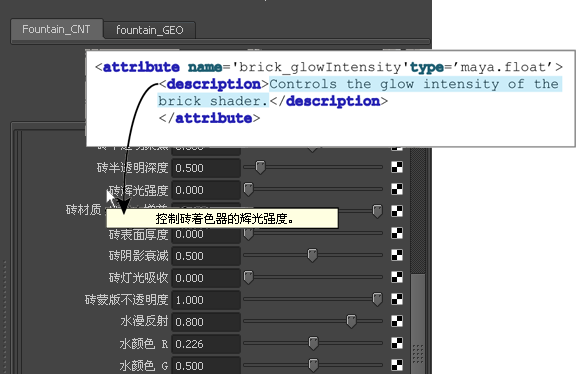 Fountain_CNT
fountain_GEO
<attribute name='brick_glowIntensity'type='maya.float'>
<description>Controls the glow intensity of the
brick shader.</description>
</attribute>
砖半透明深度 0.500
砖辉光强度 0.000
砖材质
控制砖着色器的辉光强度。
砖表面厚度 0.000
砖阴影衰减 0.500
砖灯光吸收 0.000
砖蒙版不透明度 1.000
水漫反射 0.800
水颜色 R 0.226
水颜色 G 0.500